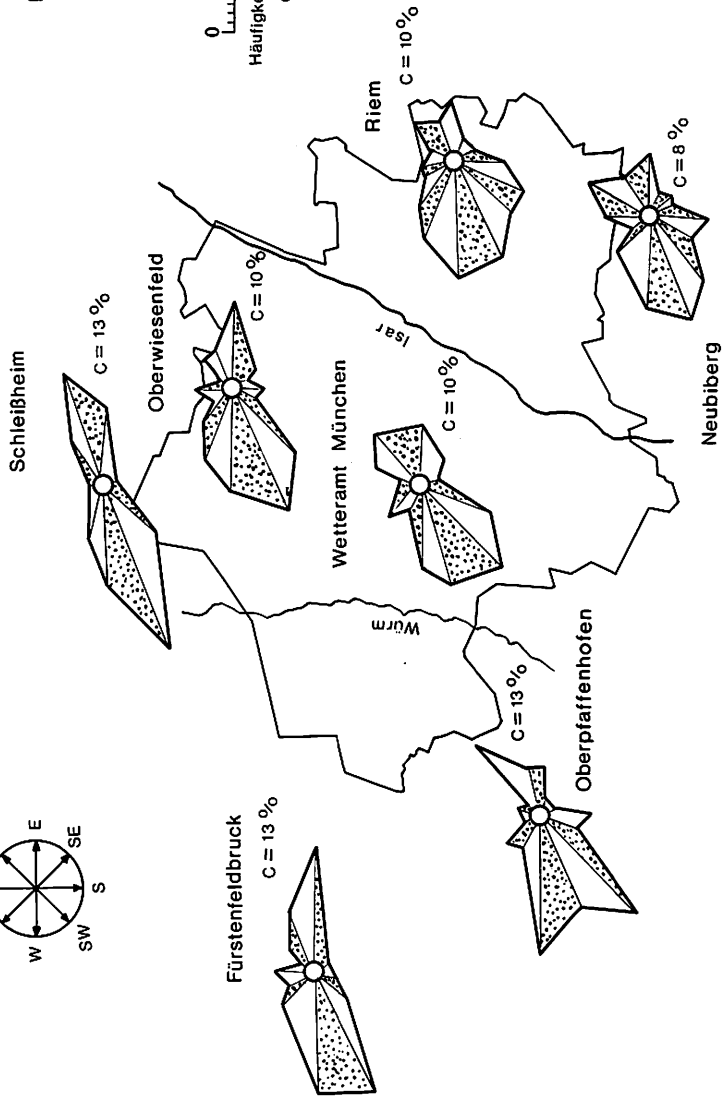 0
Häufigke
E
SE
S
SW
W
Schleißheim
C = 13 %
Oberwiesenfeld
C = 10 %
Riem
C = 10 %
Wetteramt München
C = 10 %
Isar
Würm
Fürstenfeldbruck
C = 13 %
C = 13 %
Oberpfaffenhofen
C = 8 %
Neubiberg